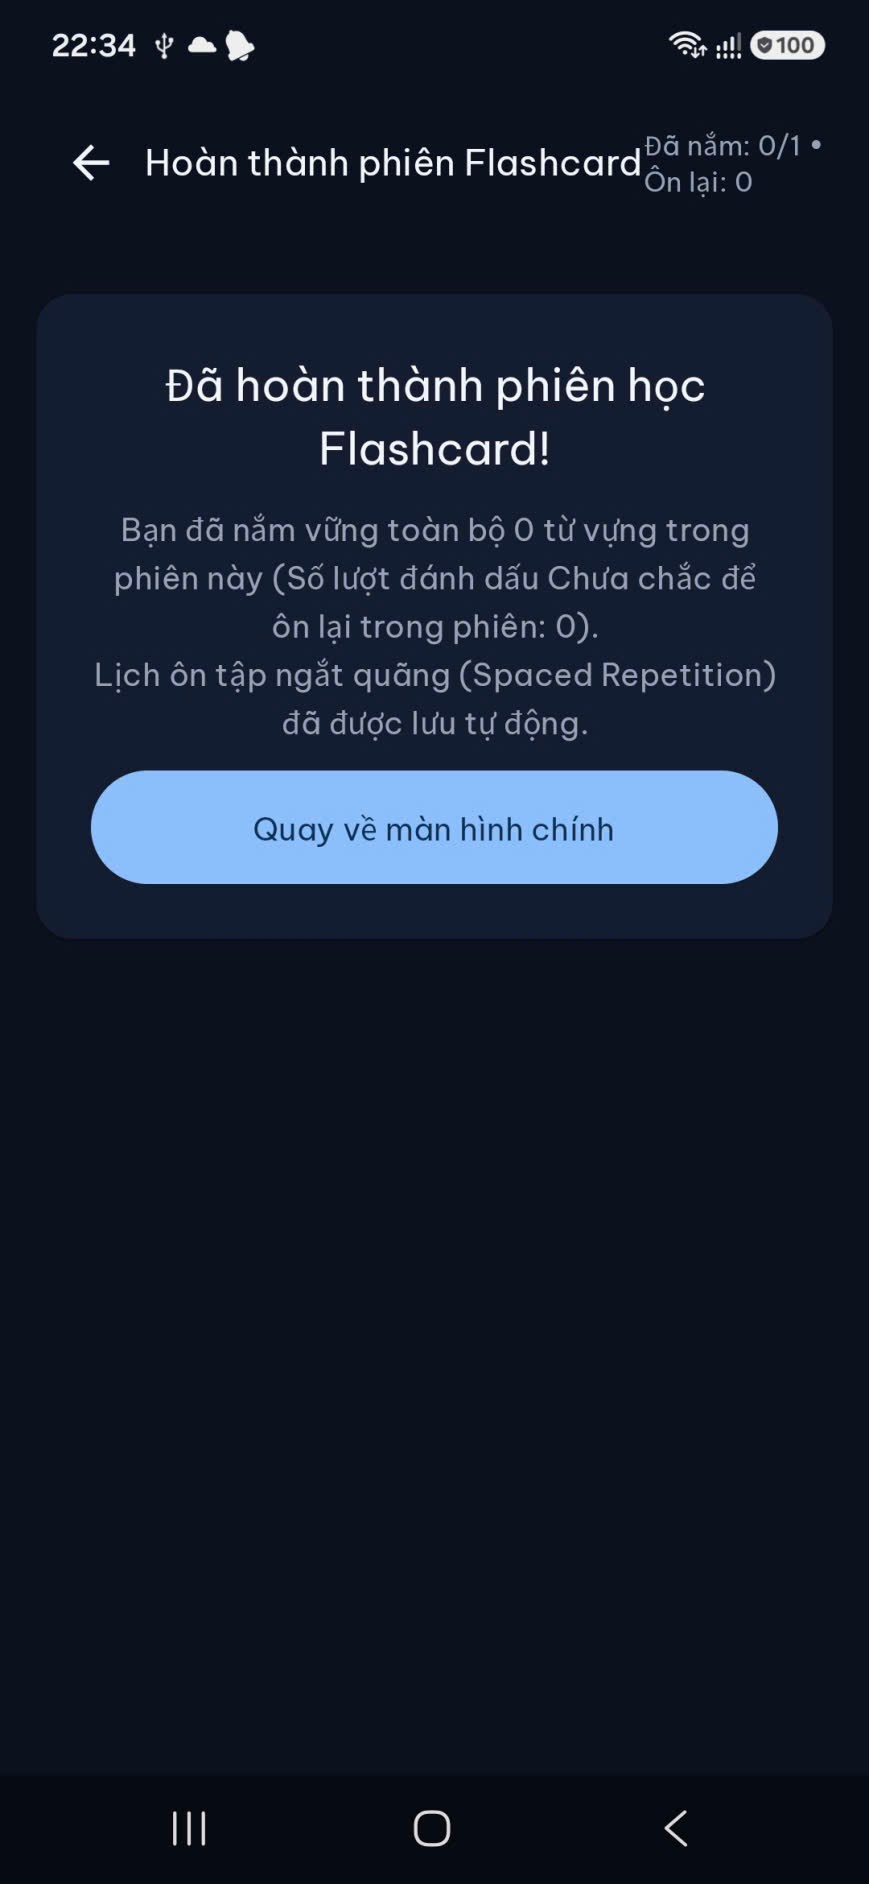 22:34
100
Hoàn thành phiên Flashcard
Đã nắm: 0/1 •
Ôn lại: 0
Đã hoàn thành phiên học
Flashcard!
Bạn đã nắm vững toàn bộ 0 từ vựng trong
phiên này (Số lượt đánh dấu Chưa chắc để
ôn lại trong phiên: 0).
Lịch ôn tập ngắt quãng (Spaced Repetition)
đã được lưu tự động.
Quay về màn hình chính